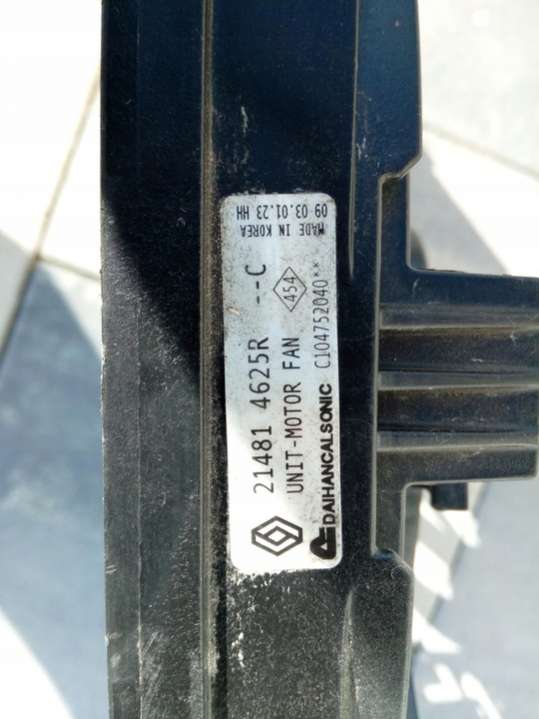 21481 4625R --C
UNIT-MOTOR FAN
454
DAIHANCALSONIC
C104752040**
MADE IN KOREA
09 03.01.23 HH